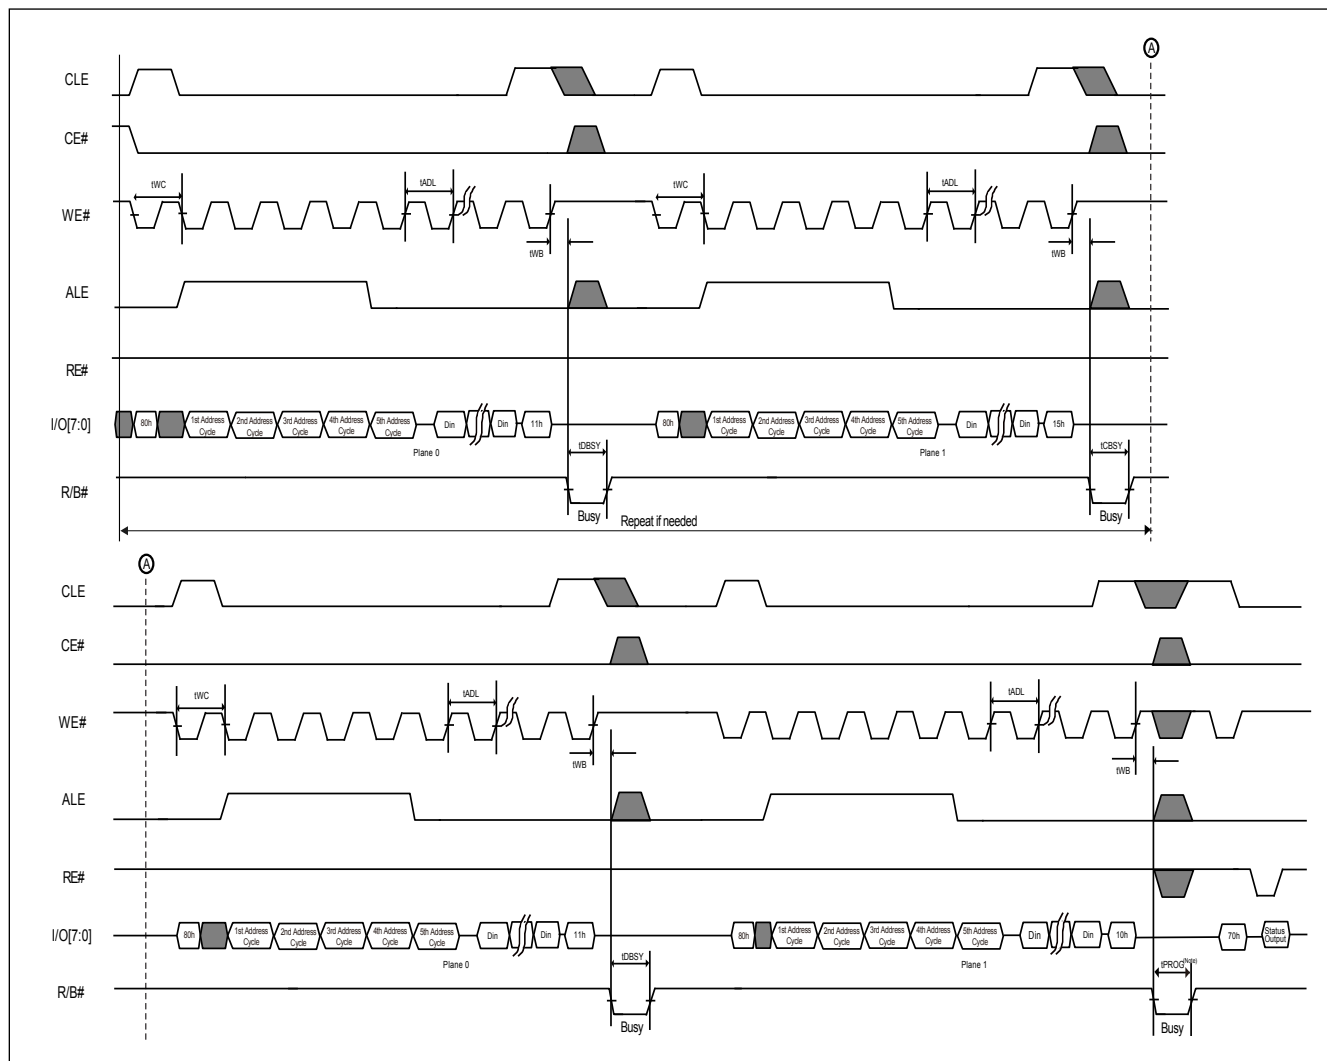 A
CLE
CE#
tWC
tADL
tWC
tADL
WE#
tWB
tWB
ALE
RE#
I/O[7:0]
80h
1st Address Cycle
2nd Address Cycle
3rd Address Cycle
4th Address Cycle
5th Address Cycle
Din
Din
11h
80h
1st Address Cycle
2nd Address Cycle
3rd Address Cycle
4th Address Cycle
5th Address Cycle
Din
Din
15h
Plane 0
Plane 1
tDBSY
tCBSY
R/B#
Busy
Busy
Repeat if needed
A
CLE
CE#
tWC
tADL
tADL
WE#
tWB
tWB
ALE
RE#
I/O[7:0]
80h
1st Address Cycle
2nd Address Cycle
3rd Address Cycle
4th Address Cycle
5th Address Cycle
Din
Din
11h
80h
1st Address Cycle
2nd Address Cycle
3rd Address Cycle
4th Address Cycle
5th Address Cycle
Din
Din
10h
70h
Status Output
Plane 0
Plane 1
tDBSY
tPROG(Note)
R/B#
Busy
Busy